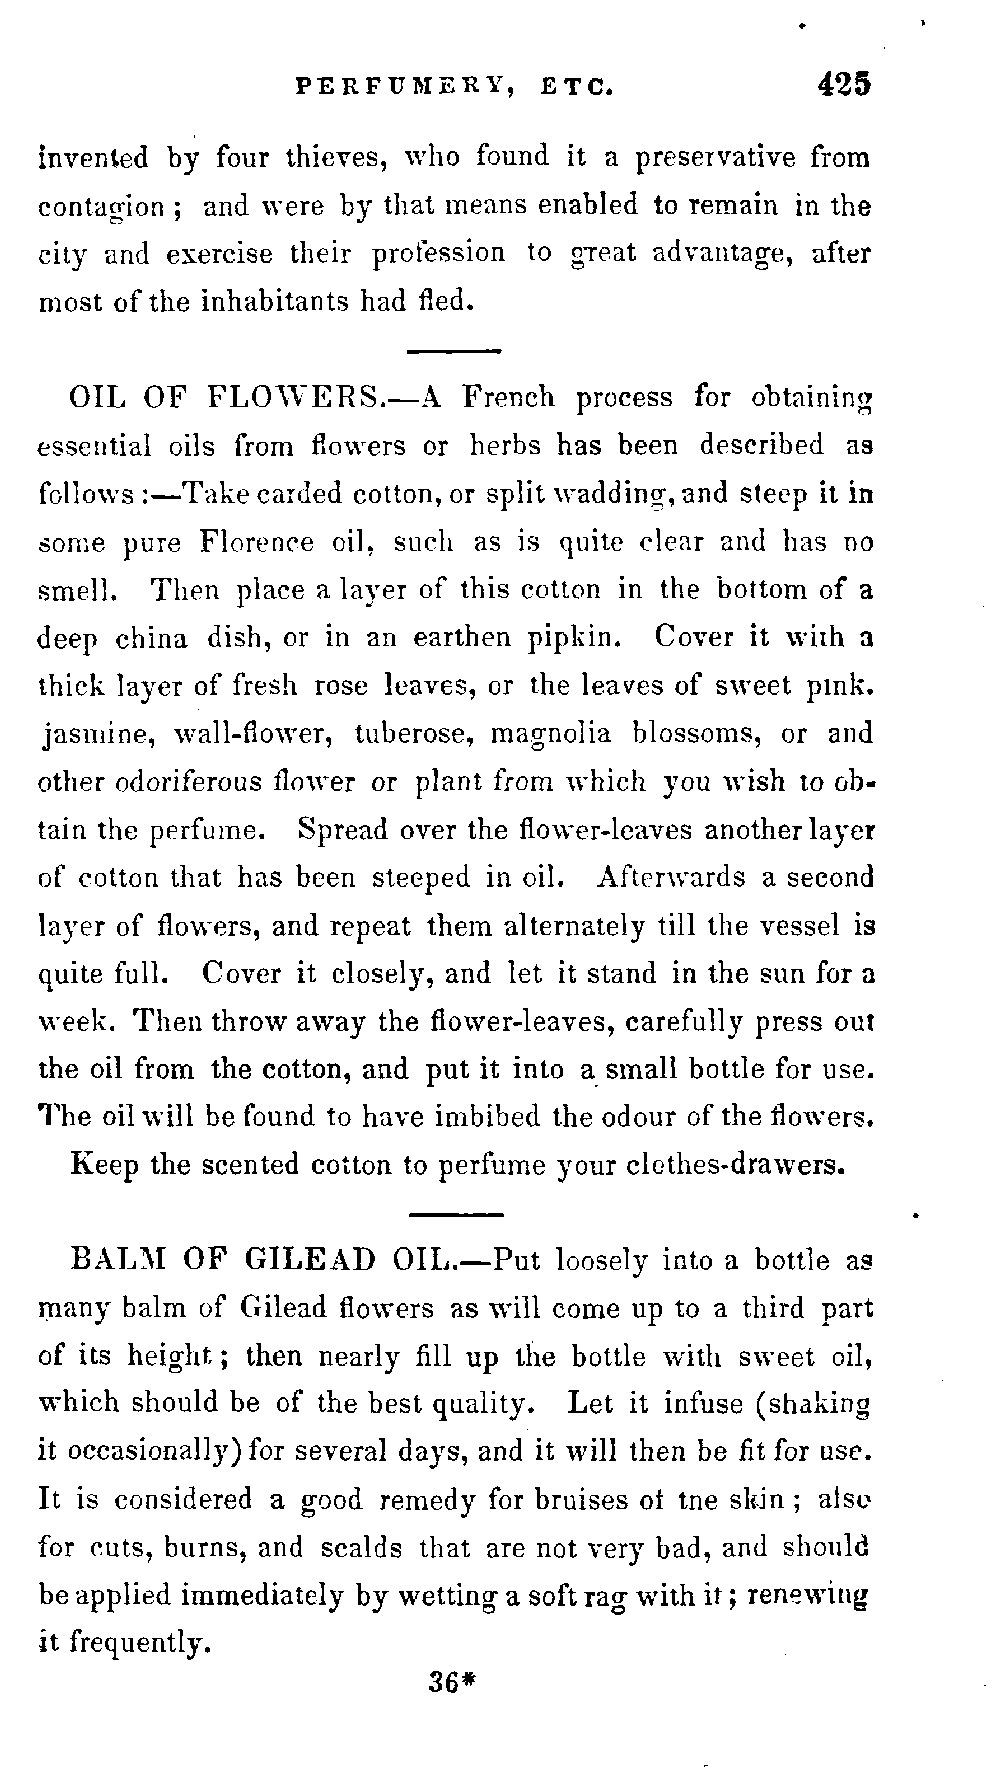 PERFUMERY, ETC. 425
invented by four thieves, who found it a preservative from
contagion ; and were by that means enabled to remain in the
city and exercise their profession to great advantage, after
most of the inhabitants had fled.
OIL OF FLOWERS.—A French process for obtaining
essential oils from flowers or herbs has been described as
follows :—Take carded cotton, or split wadding, and steep it in
some pure Florence oil, such as is quite clear and has no
smell. Then place a layer of this cotton in the bottom of a
deep china dish, or in an earthen pipkin. Cover it with a
thick layer of fresh rose leaves, or the leaves of sweet pink.
jasmine, wall-flower, tuberose, magnolia blossoms, or and
other odoriferous flower or plant from which you wish to ob-
tain the perfume. Spread over the flower-leaves another layer
of cotton that has been steeped in oil. Afterwards a second
layer of flowers, and repeat them alternately till the vessel is
quite full. Cover it closely, and let it stand in the sun for a
week. Then throw away the flower-leaves, carefully press out
the oil from the cotton, and put it into a small bottle for use.
The oil will be found to have imbibed the odour of the flowers.
Keep the scented cotton to perfume your clothes-drawers.
BALM OF GILEAD OIL.—Put loosely into a bottle as
many balm of Gilead flowers as will come up to a third part
of its height ; then nearly fill up the bottle with sweet oil,
which should be of the best quality. Let it infuse (shaking
it occasionally) for several days, and it will then be fit for use.
It is considered a good remedy for bruises of tne skin ; also
for cuts, burns, and scalds that are not very bad, and should
be applied immediately by wetting a soft rag with it ; renewing
it frequently.
36*